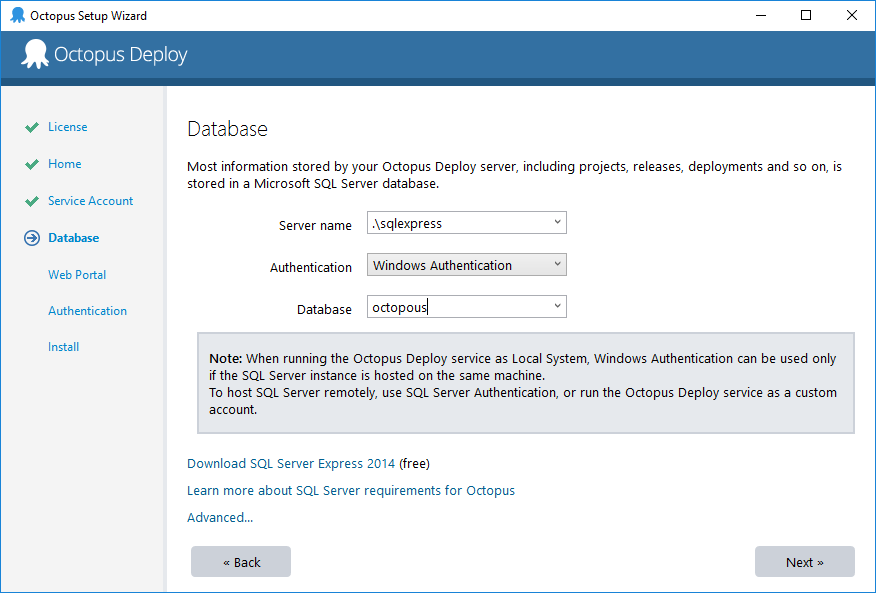 Octopus Setup Wizard
Octopus Deploy
License
Home
Service Account
Database
Web Portal
Authentication
Install
Database
Most information stored by your Octopus Deploy server, including projects, releases, deployments and so on, is
stored in a Microsoft SQL Server database.
Server name .\sqlexpress
Authentication Windows Authentication
Database octopous
Note: When running the Octopus Deploy service as Local System, Windows Authentication can be used only
if the SQL Server instance is hosted on the same machine.
To host SQL Server remotely, use SQL Server Authentication, or run the Octopus Deploy service as a custom
account.
Download SQL Server Express 2014 (free)
Learn more about SQL Server requirements for Octopus
Advanced...
« Back
Next »